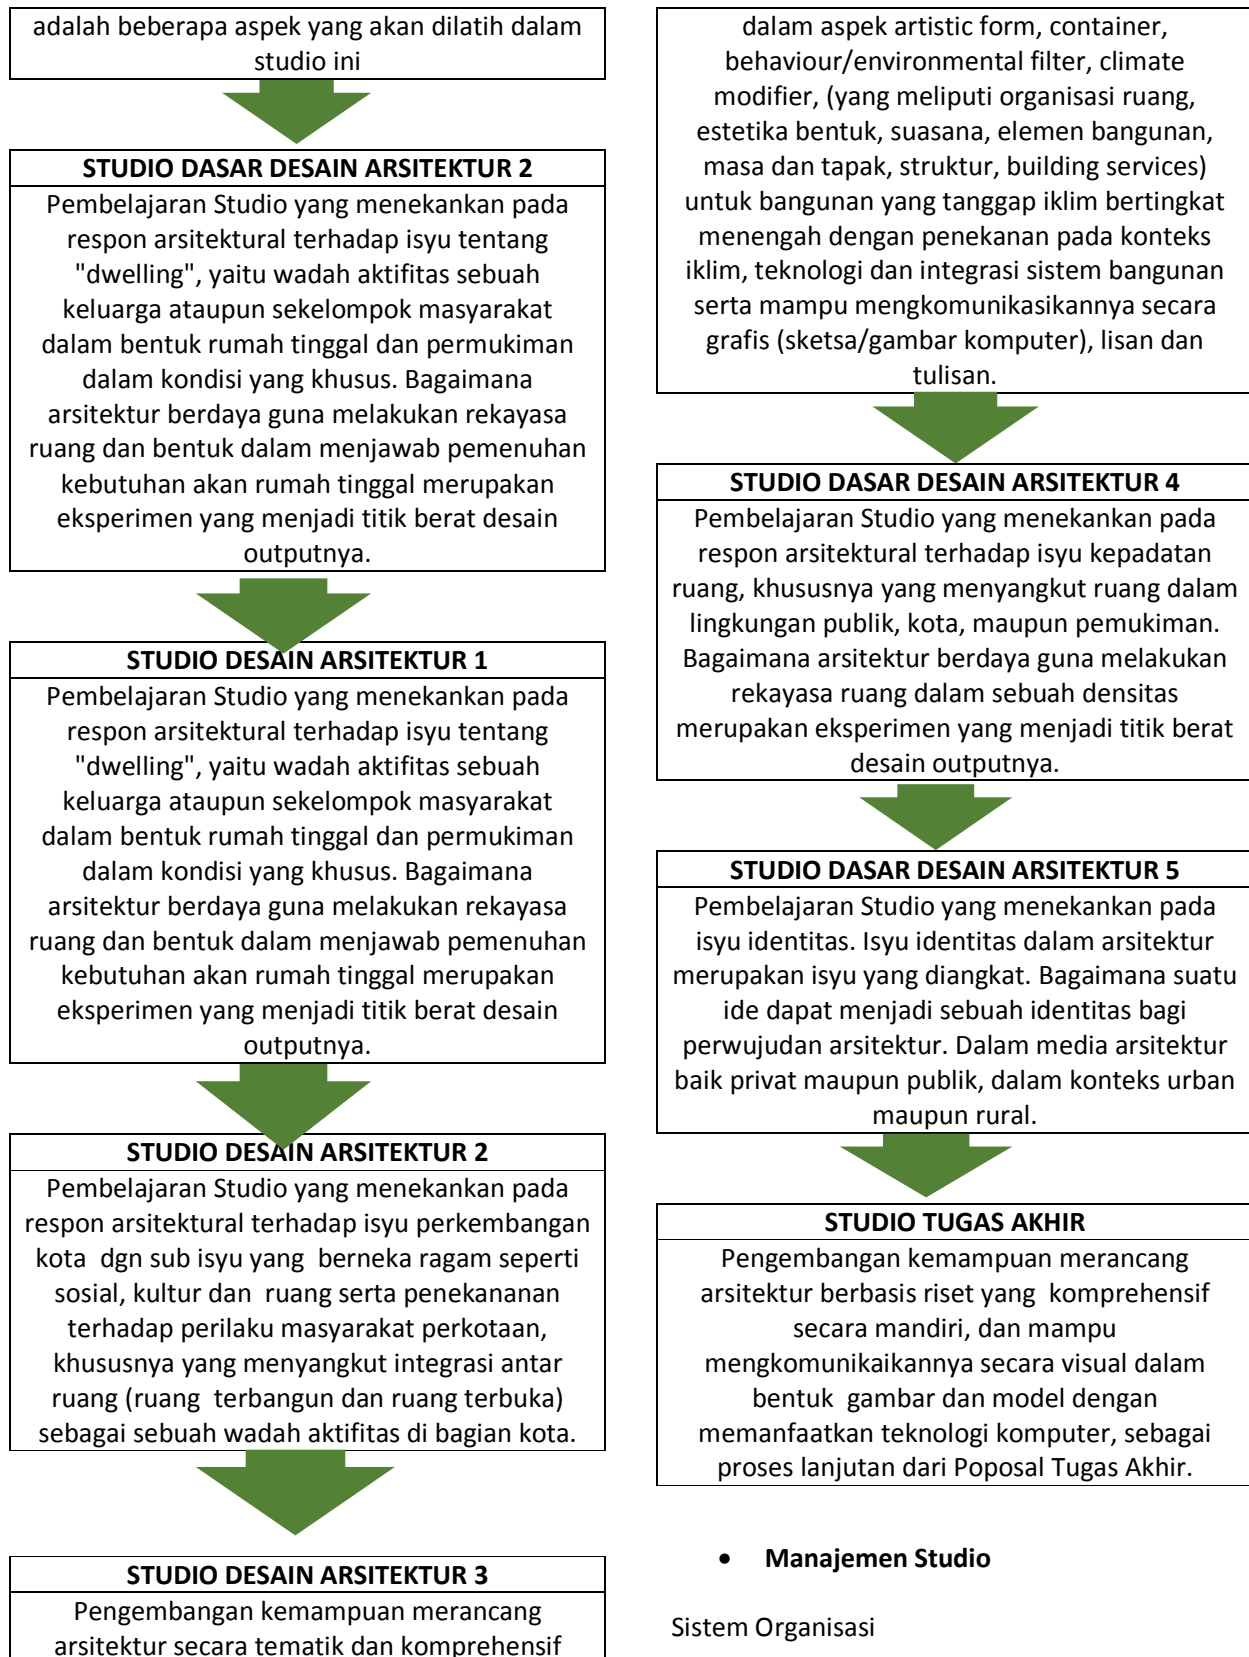 adalah beberapa aspek yang akan dilatih dalam
studio ini
STUDIO DASAR DESAIN ARSITEKTUR 2
Pembelajaran Studio yang menekankan pada
respon arsitektural terhadap isyu tentang
"dwelling", yaitu wadah aktifitas sebuah
keluarga ataupun sekelompok masyarakat
dalam bentuk rumah tinggal dan permukiman
dalam kondisi yang khusus. Bagaimana
arsitektur berdaya guna melakukan rekayasa
ruang dan bentuk dalam menjawab pemenuhan
kebutuhan akan rumah tinggal merupakan
eksperimen yang menjadi titik berat desain
outputnya.
STUDIO DESAIN ARSITEKTUR 1
Pembelajaran Studio yang menekankan pada
respon arsitektural terhadap isyu tentang
"dwelling", yaitu wadah aktifitas sebuah
keluarga ataupun sekelompok masyarakat
dalam bentuk rumah tinggal dan permukiman
dalam kondisi yang khusus. Bagaimana
arsitektur berdaya guna melakukan rekayasa
ruang dan bentuk dalam menjawab pemenuhan
kebutuhan akan rumah tinggal merupakan
eksperimen yang menjadi titik berat desain
outputnya.
STUDIO DESAIN ARSITEKTUR 2
Pembelajaran Studio yang menekankan pada
respon arsitektural terhadap isyu perkembangan
kota dgn sub isyu yang berneka ragam seperti
sosial, kultur dan ruang serta penekananan
terhadap perilaku masyarakat perkotaan,
khususnya yang menyangkut integrasi antar
ruang (ruang terbangun dan ruang terbuka)
sebagai sebuah wadah aktifitas di bagian kota.
STUDIO DESAIN ARSITEKTUR 3
Pengembangan kemampuan merancang
arsitektur secara tematik dan komprehensif
dalam aspek artistic form, container,
behaviour/environmental filter, climate
modifier, (yang meliputi organisasi ruang,
estetika bentuk, suasana, elemen bangunan,
masa dan tapak, struktur, building services)
untuk bangunan yang tanggap iklim bertingkat
menengah dengan penekanan pada konteks
iklim, teknologi dan integrasi sistem bangunan
serta mampu mengkomunikasikannya secara
grafis (sketsa/gambar komputer), lisan dan
tulisan.
STUDIO DASAR DESAIN ARSITEKTUR 4
Pembelajaran Studio yang menekankan pada
respon arsitektural terhadap isyu kepadatan
ruang, khususnya yang menyangkut ruang dalam
lingkungan publik, kota, maupun pemukiman.
Bagaimana arsitektur berdaya guna melakukan
rekayasa ruang dalam sebuah densitas
merupakan eksperimen yang menjadi titik berat
desain outputnya.
STUDIO DASAR DESAIN ARSITEKTUR 5
Pembelajaran Studio yang menekankan pada
isyu identitas. Isyu identitas dalam arsitektur
merupakan isyu yang diangkat. Bagaimana suatu
ide dapat menjadi sebuah identitas bagi
perwujudan arsitektur. Dalam media arsitektur
baik privat maupun publik, dalam konteks urban
maupun rural.
STUDIO TUGAS AKHIR
Pengembangan kemampuan merancang
arsitektur berbasis riset yang komprehensif
secara mandiri, dan mampu
mengkomunikaikannya secara visual dalam
bentuk gambar dan model dengan
memanfaatkan teknologi komputer, sebagai
proses lanjutan dari Poposal Tugas Akhir.
• Manajemen Studio
Sistem Organisasi